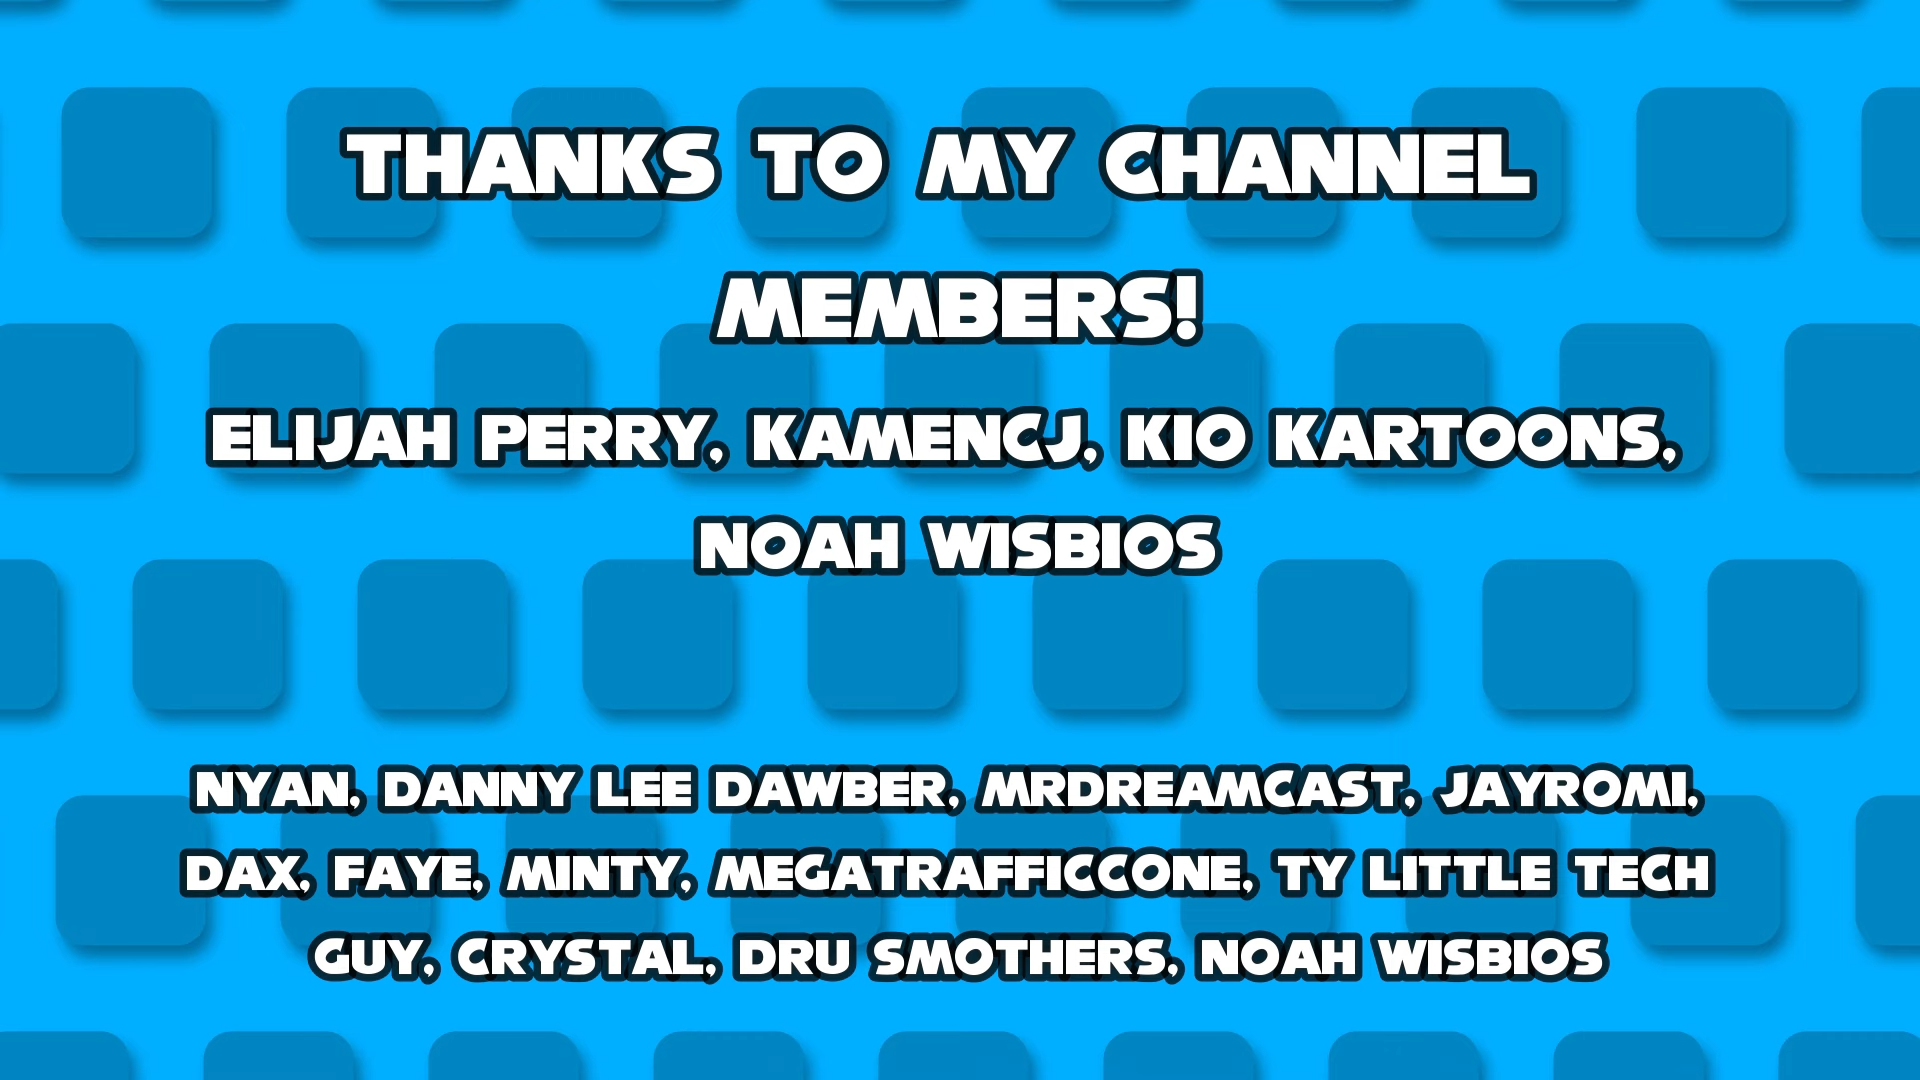 THANKS TO MY CHANNEL
MEMBERS!
ELIJAH PERRY, KAMENCJ, KIO KARTOONS,
NOAH WISBIOS
NYAN, DANNY LEE DAWBER, MRDREAMCAST, JAYROMI,
DAX, FAYE, MINTY, MEGATRAFFICCONE, TY LITTLE TECH
GUY, CRYSTAL, DRU SMOTHERS, NOAH WISBIOS